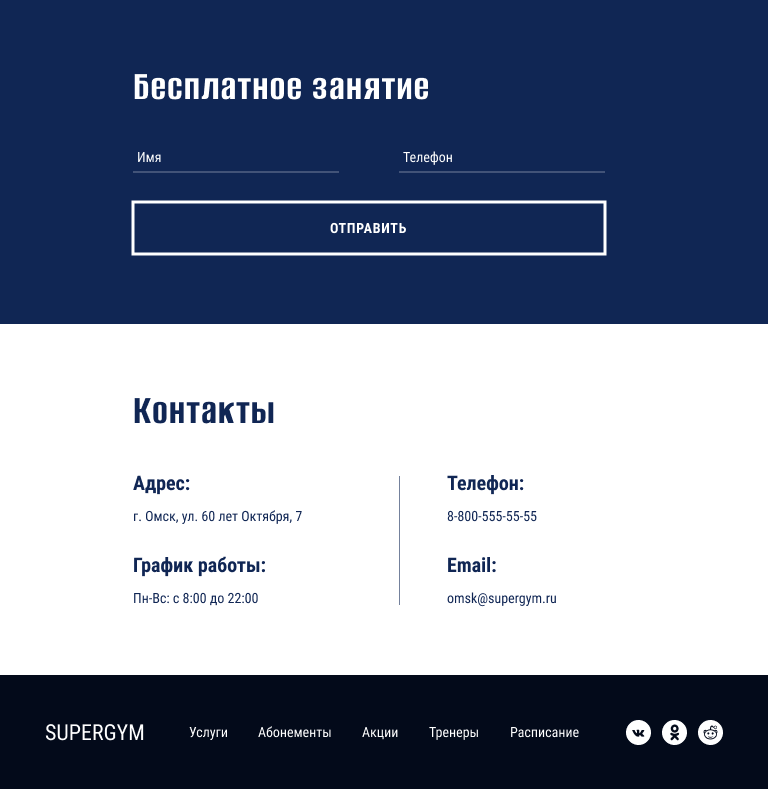 Бесплатное занятие
Имя
Телефон
ОТПРАВИТЬ
Контакты
Адрес:
г. Омск, ул. 60 лет Октября, 7
График работы:
Пн-Вс: с 8:00 до 22:00
Телефон:
8-800-555-55-55
Email:
omsk@supergym.ru
SUPERGYM Услуги Абонементы Акции Тренеры Расписание